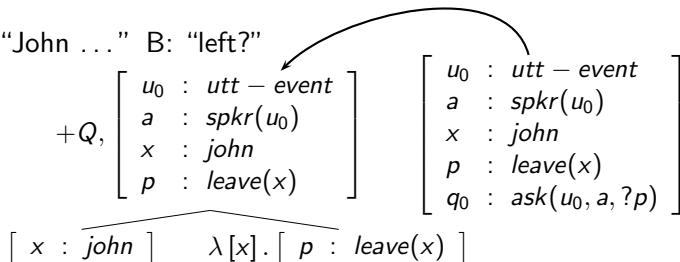 “John …” B: “left?”
+Q, [ u₀ : utt − event
a : spkr(u₀)
x : john
p : leave(x) ]
[ u₀ : utt − event
a : spkr(u₀)
x : john
p : leave(x)
q₀ : ask(u₀, a, ?p) ]
[ x : john ]
λ [x] . [ p : leave(x) ]